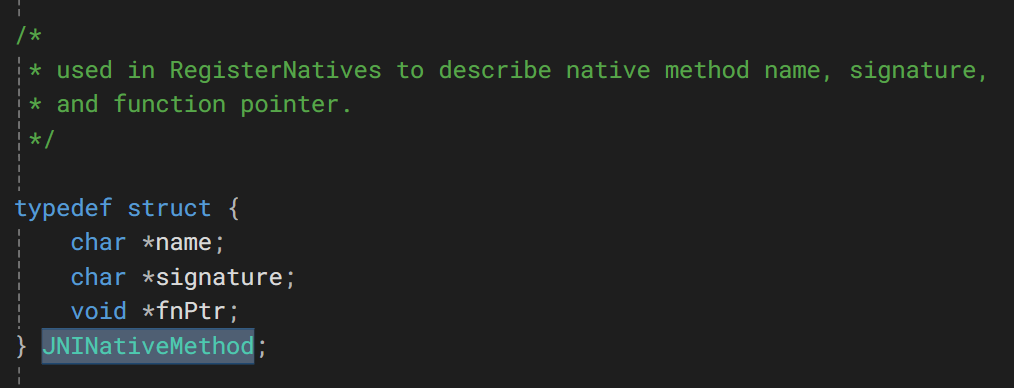 /*
* used in RegisterNatives to describe native method name, signature,
* and function pointer.
*/
typedef struct {
char *name;
char *signature;
void *fnPtr;
} JNINativeMethod;